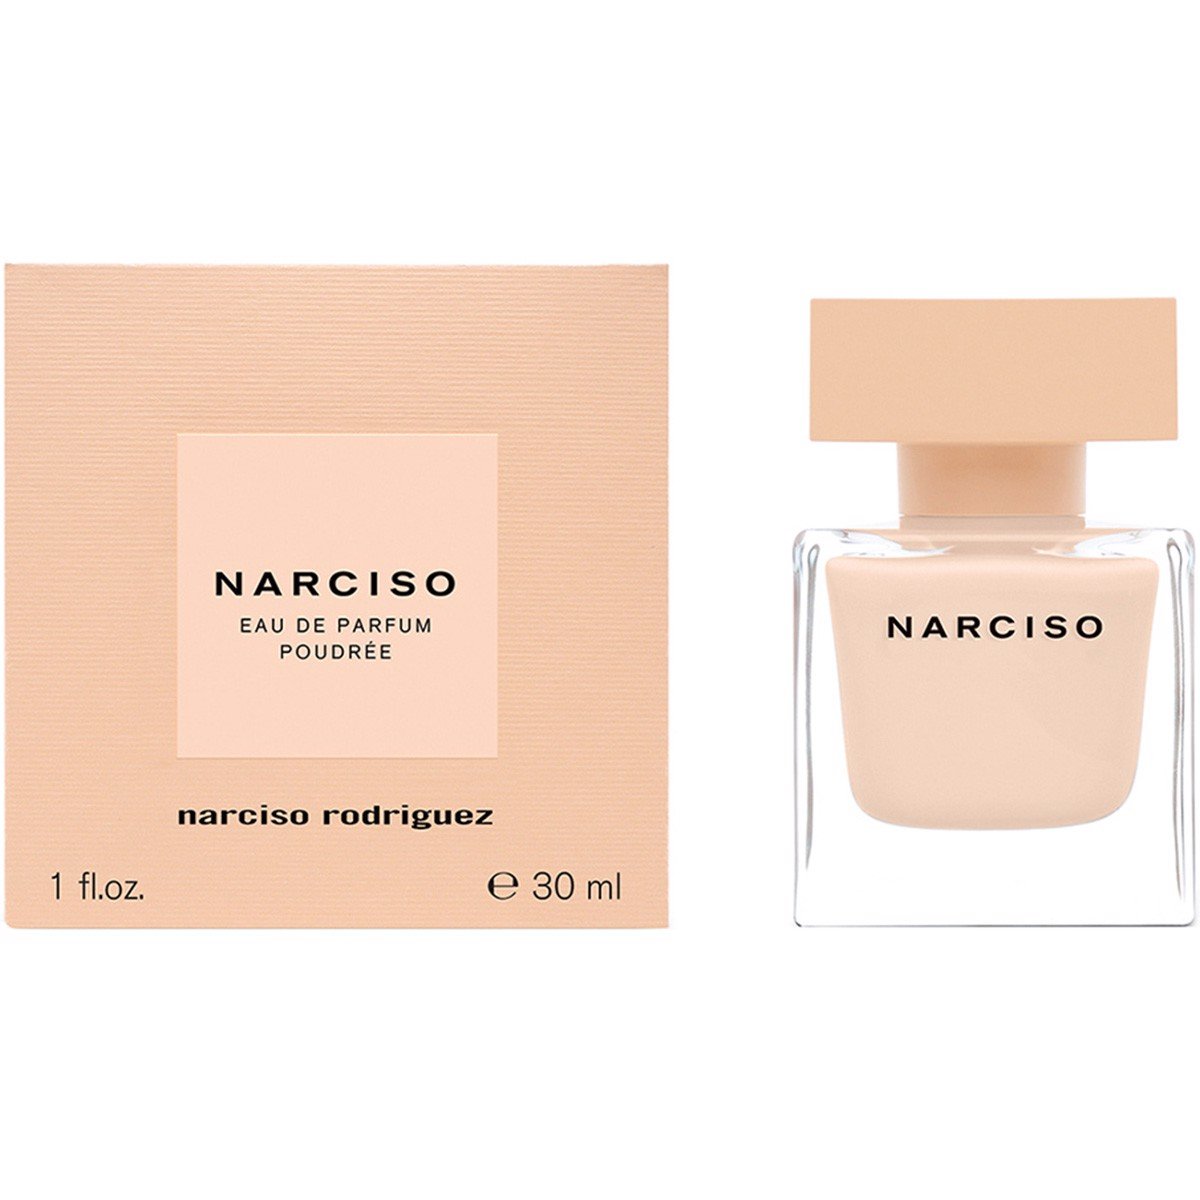 NARCISO
EAU DE PARFUM
POUDRÉE
narciso rodriguez
1 fl.oz.
℮ 30 ml
NARCISO